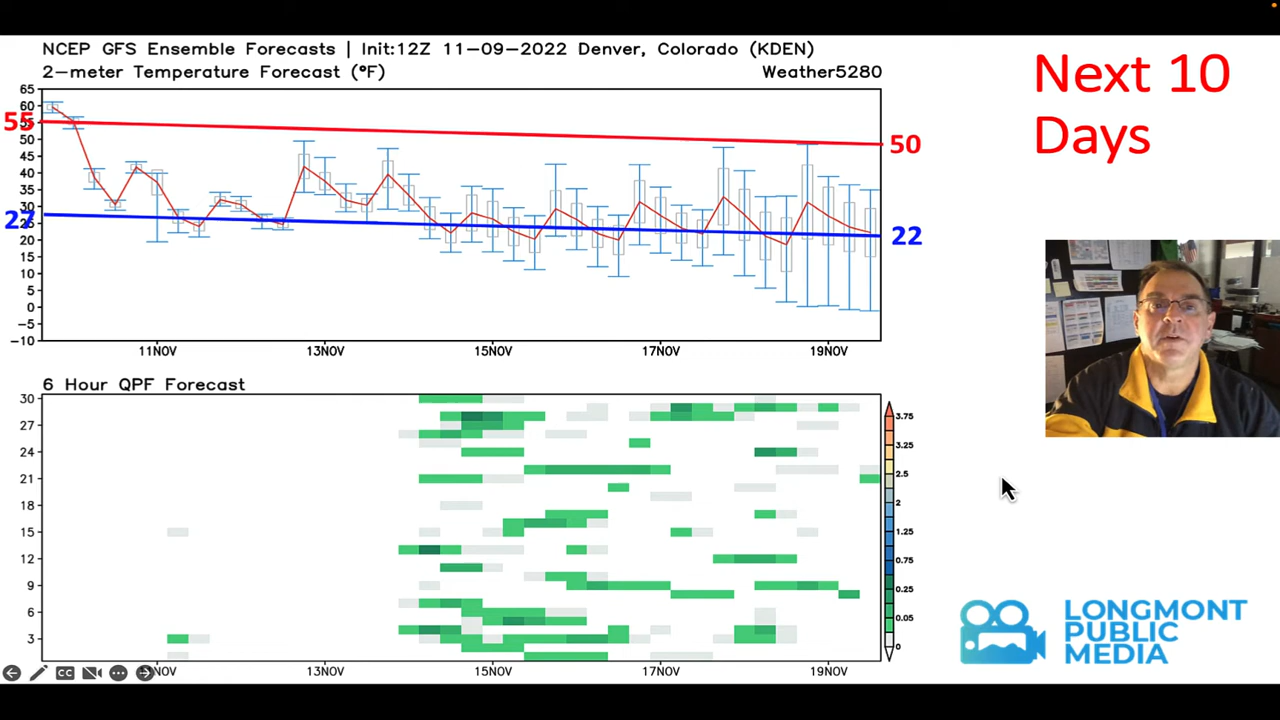 NCEP GFS Ensemble Forecasts | Init:12Z 11-09-2022 Denver, Colorado (KDEN)
2-meter Temperature Forecast (°F)
Weather5280
Next 10
Days
65
60
55
50
45
40
35
30
25
20
15
10
5
0
-5
-10
55
27
50
22
11NOV
13NOV
15NOV
17NOV
19NOV
6 Hour QPF Forecast
30
27
24
21
18
15
12
9
6
3
3.75
3.25
2.5
2
1.25
0.75
0.25
0.05
0
11NOV
13NOV
15NOV
17NOV
19NOV
CC
LONGMONT
PUBLIC
MEDIA